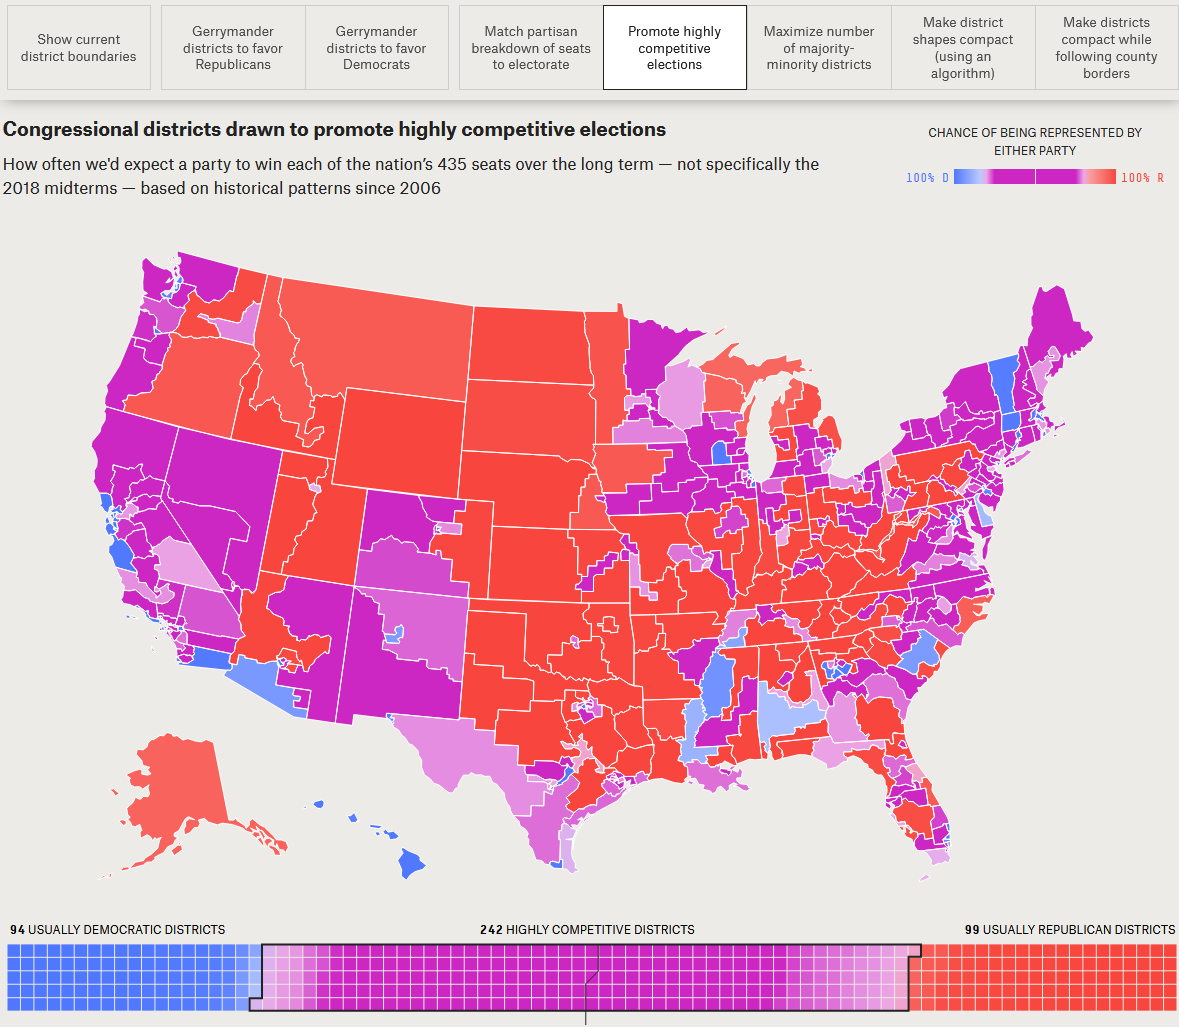 Show current
district boundaries
Gerrymander
districts to favor
Republicans
Gerrymander
districts to favor
Democrats
Match partisan
breakdown of seats
to electorate
Promote highly
competitive
elections
Maximize number
of majority-
minority districts
Make district
shapes compact
(using an
algorithm)
Make districts
compact while
following county
borders
Congressional districts drawn to promote highly competitive elections
How often we'd expect a party to win each of the nation's 435 seats over the long term — not specifically the
2018 midterms — based on historical patterns since 2006
CHANCE OF BEING REPRESENTED BY
EITHER PARTY
100% D
100% R
94 USUALLY DEMOCRATIC DISTRICTS
242 HIGHLY COMPETITIVE DISTRICTS
99 USUALLY REPUBLICAN DISTRICTS